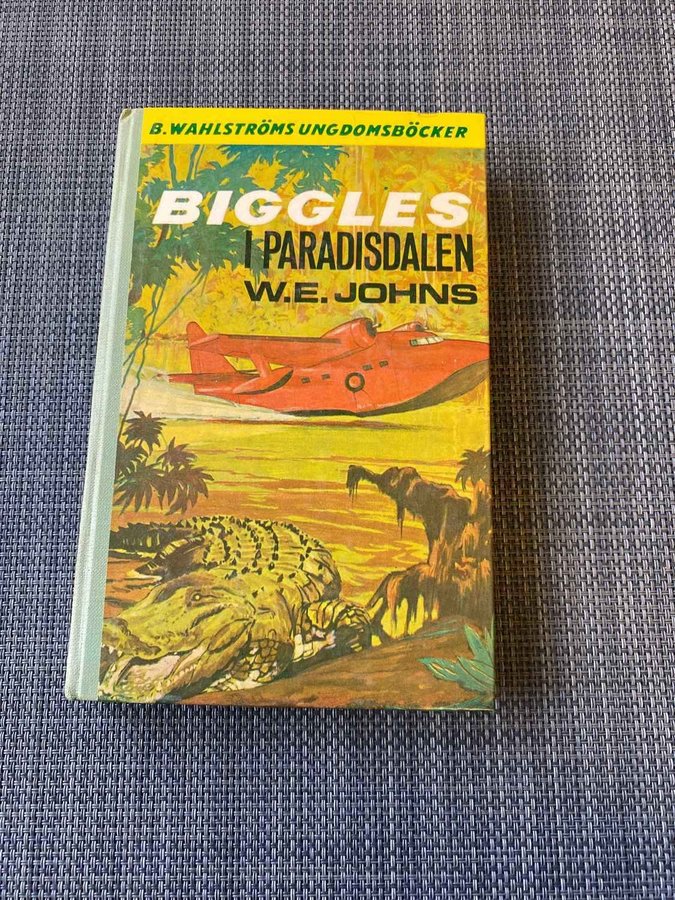 B. WAHLSTRÖMS UNGDOMSBÖCKER
BIGGLES
I PARADISDALEN
W.E. JOHNS